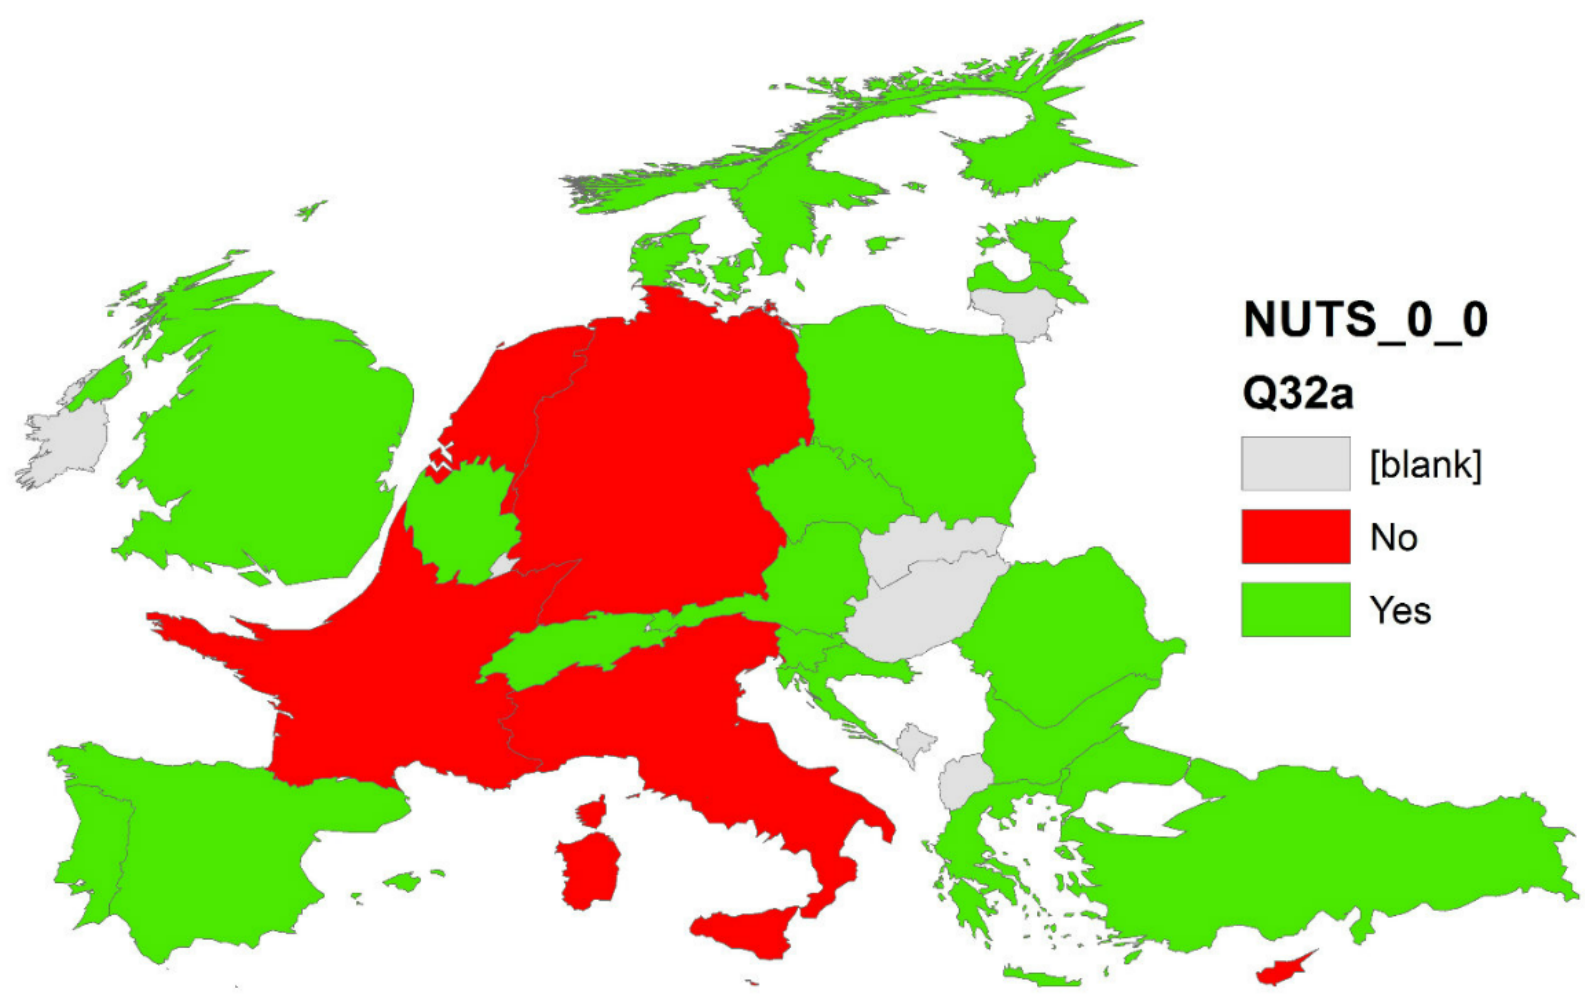 NUTS_0_0
Q32a
[blank]
No
Yes